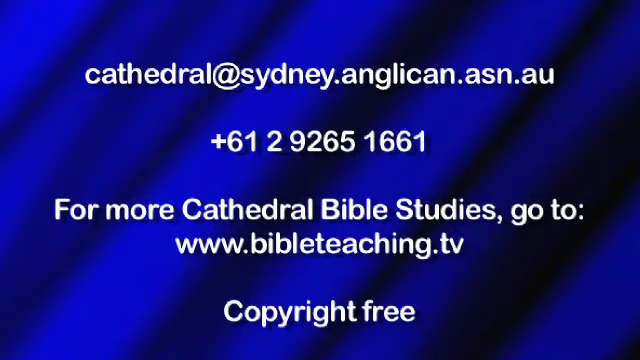 cathedral@sydney.anglican.asn.au
+61 2 9265 1661
For more Cathedral Bible Studies, go to:
www.bibleteaching.tv
Copyright free